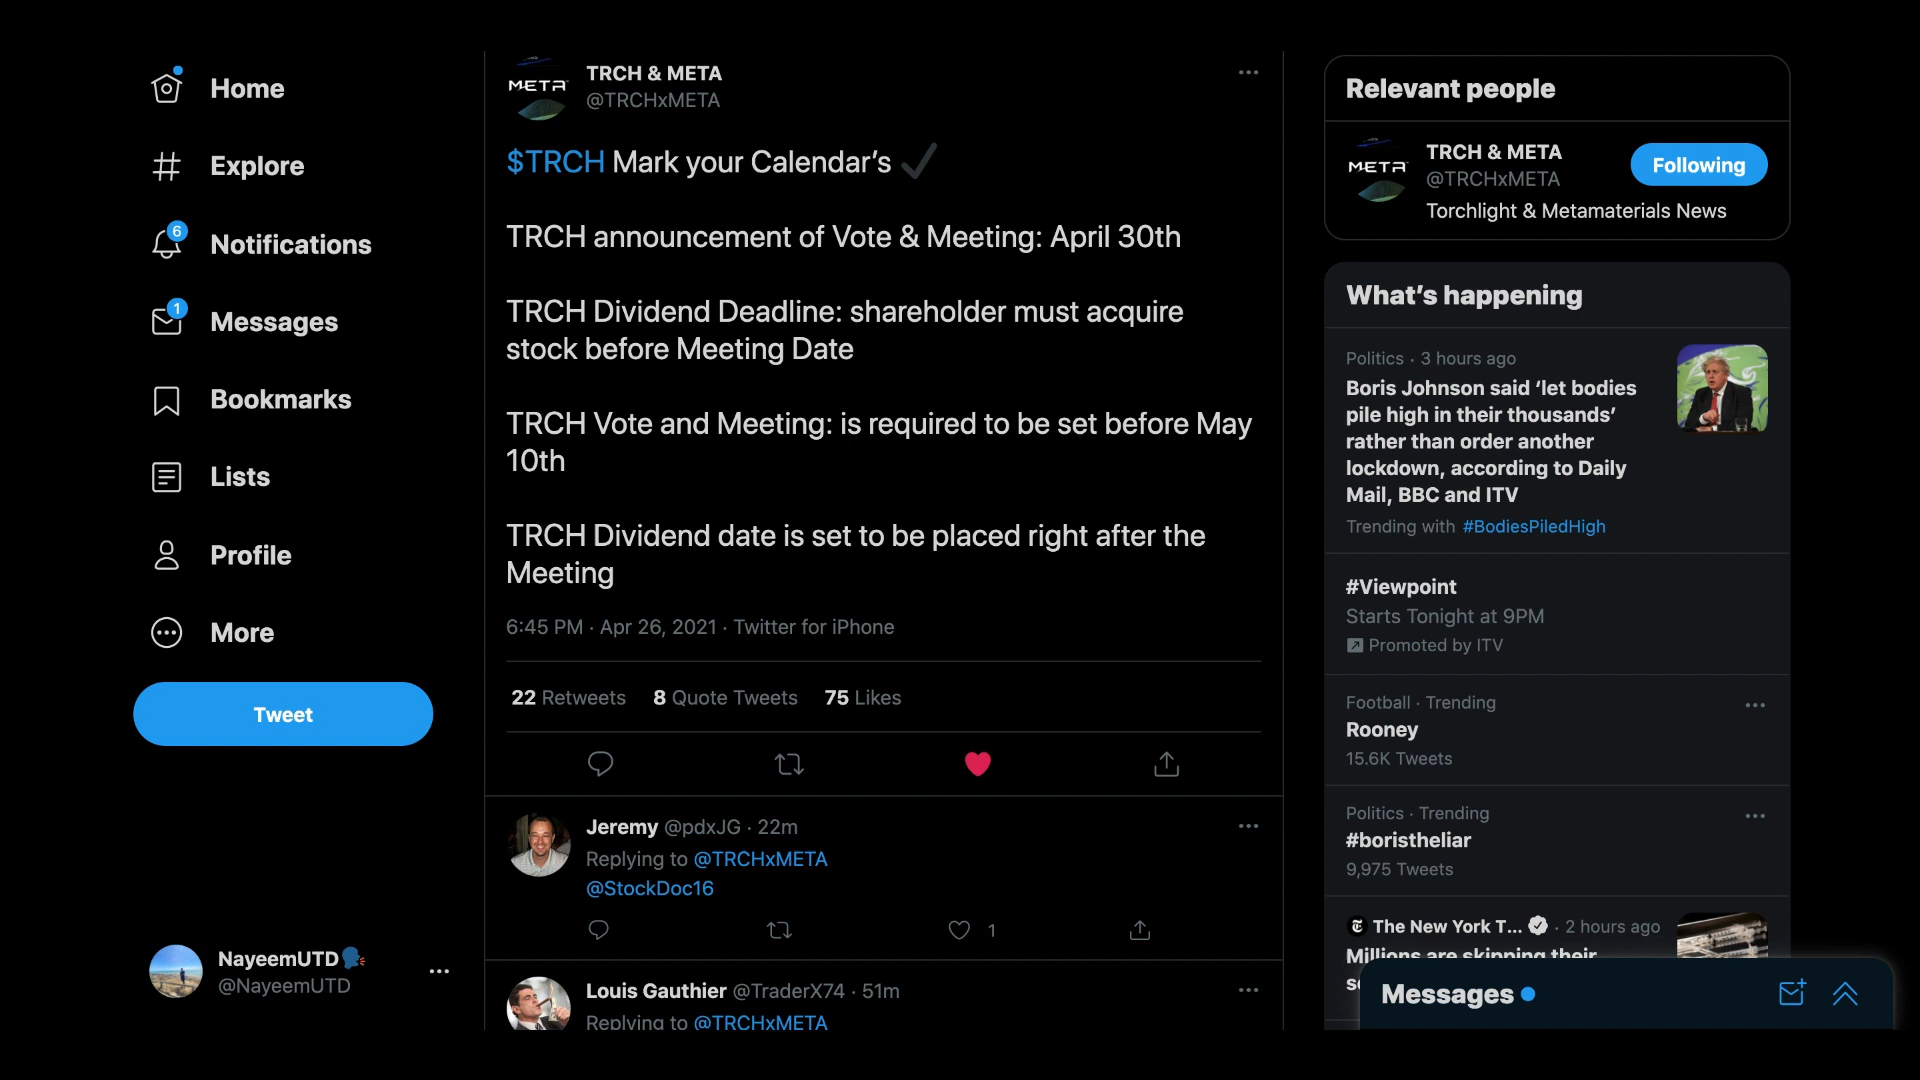 Home
Explore
6
Notifications
1
Messages
Bookmarks
Lists
Profile
More
Tweet
NayeemUTD
@NayeemUTD
META
TRCH & META
@TRCHxMETA
$TRCH Mark your Calendar's
TRCH announcement of Vote & Meeting: April 30th
TRCH Dividend Deadline: shareholder must acquire
stock before Meeting Date
TRCH Vote and Meeting: is required to be set before May
10th
TRCH Dividend date is set to be placed right after the
Meeting
6:45 PM · Apr 26, 2021 · Twitter for iPhone
22 Retweets 8 Quote Tweets 75 Likes
Jeremy @pdxJG · 22m
Replying to @TRCHxMETA
@StockDoc16
1
Louis Gauthier @TraderX74 · 51m
Replying to @TRCHxMETA
Relevant people
META
TRCH & META
@TRCHxMETA
Following
Torchlight & Metamaterials News
What's happening
Politics · 3 hours ago
Boris Johnson said 'let bodies
pile high in their thousands'
rather than order another
lockdown, according to Daily
Mail, BBC and ITV
Trending with #BodiesPiledHigh
#Viewpoint
Starts Tonight at 9PM
Promoted by ITV
Football · Trending
Rooney
15.6K Tweets
Politics · Trending
#boristheliar
9,975 Tweets
The New York T... · 2 hours ago
Millions are skipping their
Messages